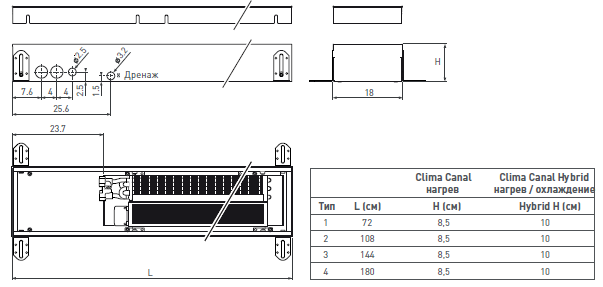 ø2,5
ø3,2
Дренаж
H
7.6
4
4
2,5
1,5
25.6
18
23.7
L
Clima Canal
нагрев
Clima Canal Hybrid
нагрев / охлаждение
Тип
L (см)
H (см)
Hybrid H (см)
1 72 8,5 10
2 108 8,5 10
3 144 8,5 10
4 180 8,5 10